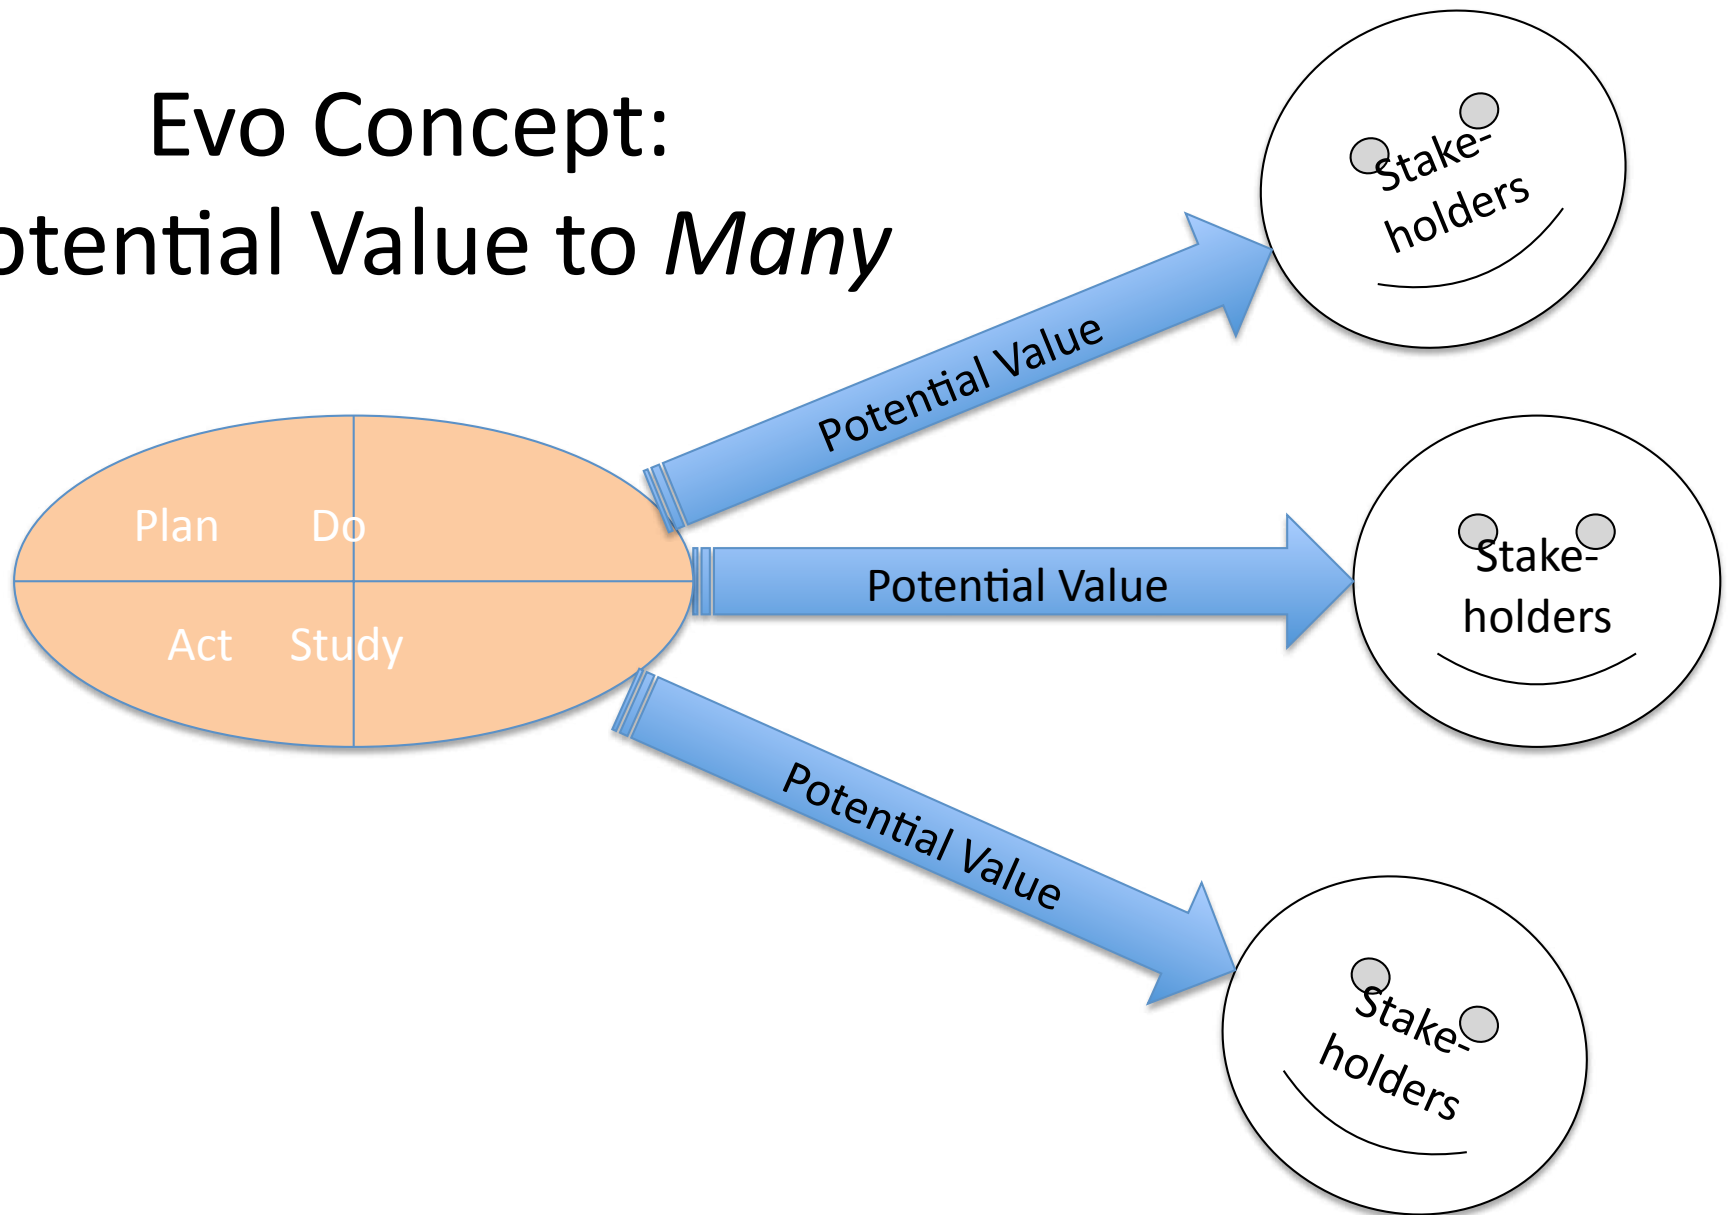 Evo Concept:
otential Value to Many
Stake-
holders
Potential Value
Plan Do
Act Study
Potential Value
Stake-
holders
Potential Value
Stake-
holders